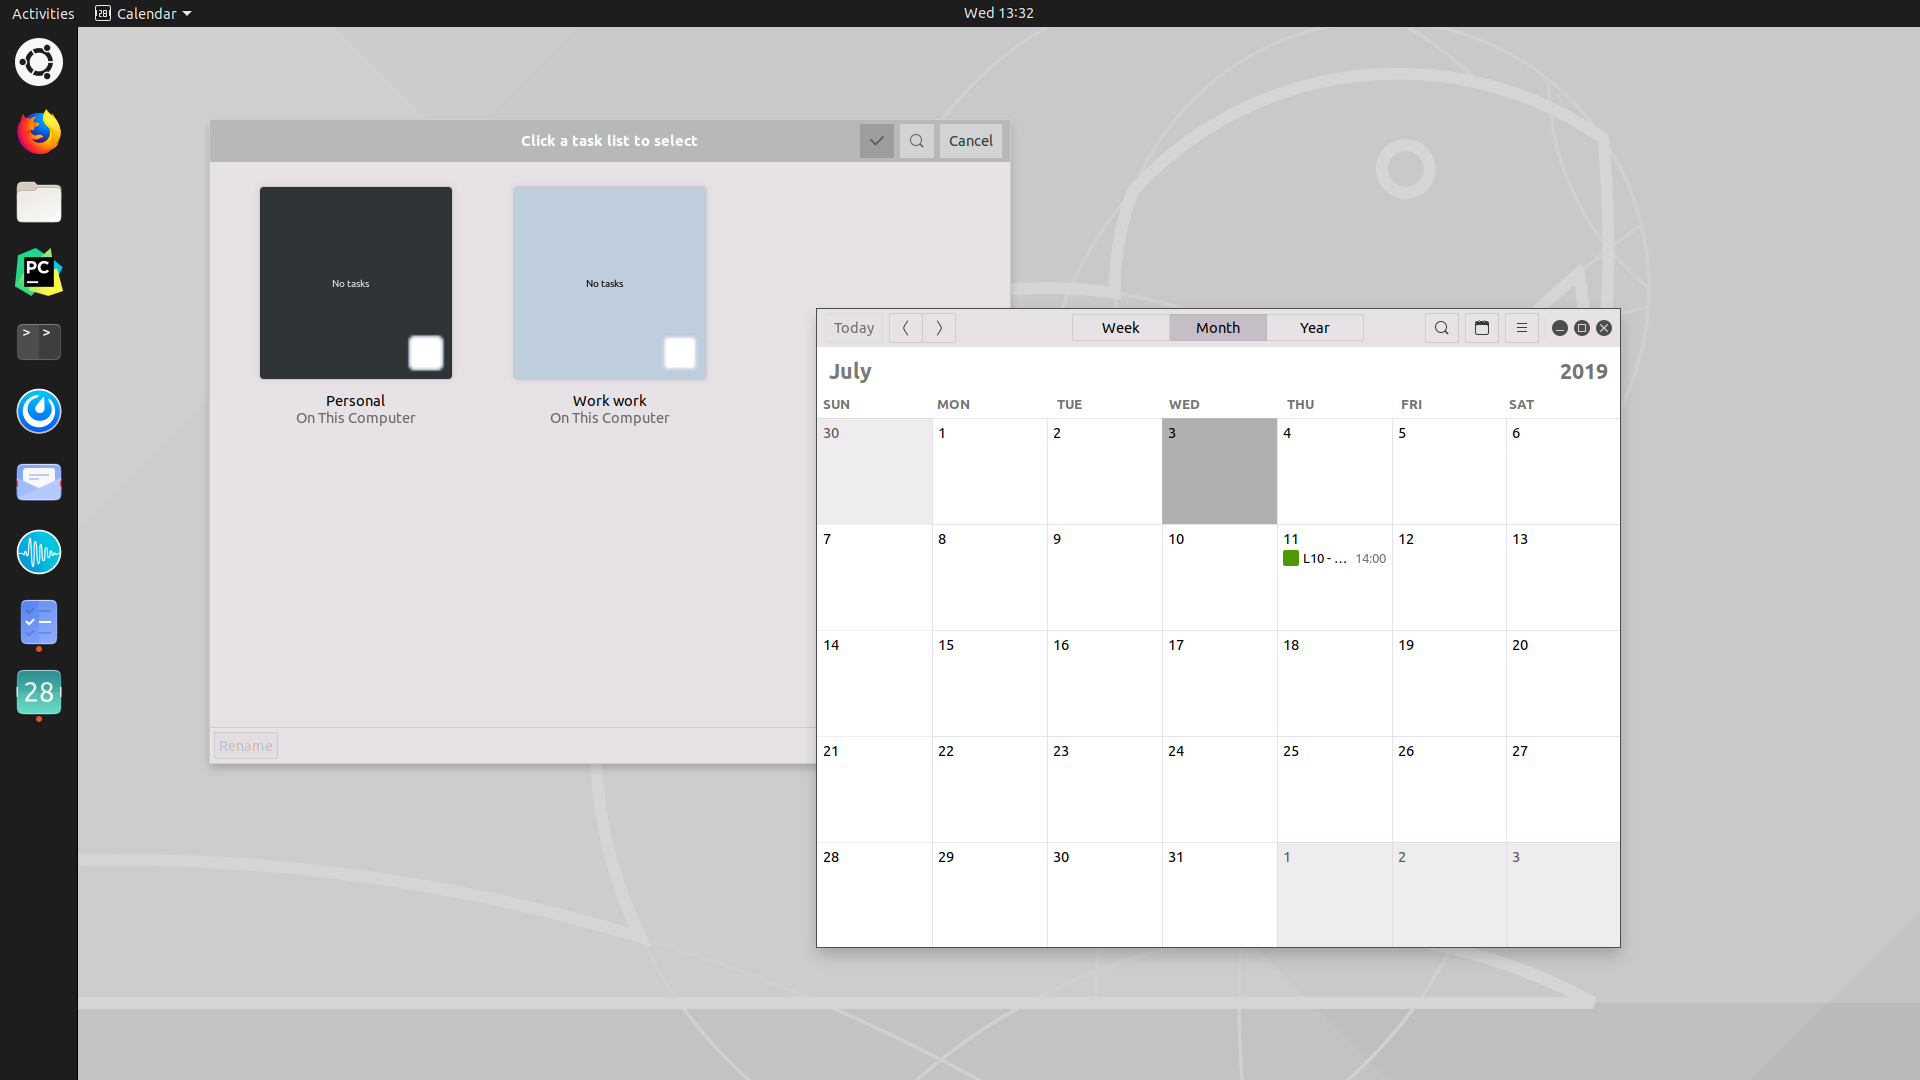 Activities
Calendar
Wed 13:32
PC
> >
28
Click a task list to select
Cancel
No tasks
No tasks
Personal
On This Computer
Work work
On This Computer
Rename
Today
Week
Month
Year
July
2019
SUN MON TUE WED THU FRI SAT
30 1 2 3 4 5 6
7 8 9 10 11 12 13
L10 - ... 14:00
14 15 16 17 18 19 20
21 22 23 24 25 26 27
28 29 30 31 1 2 3